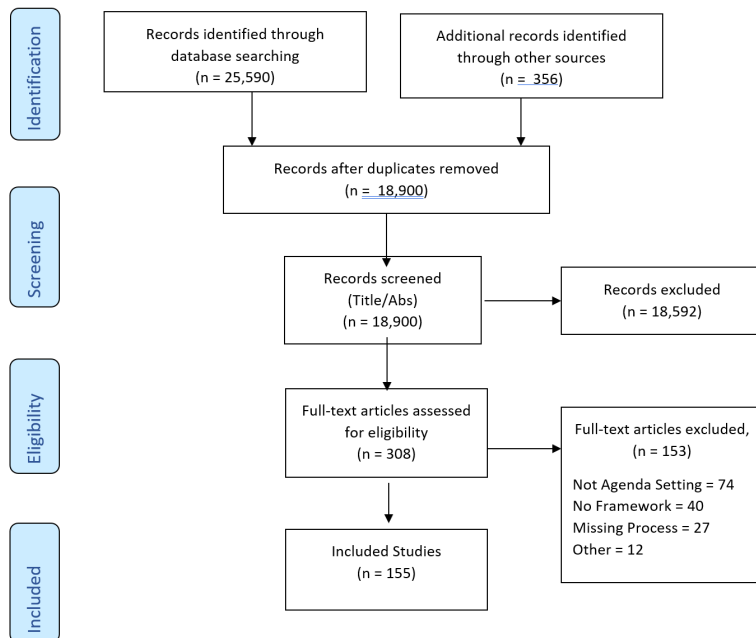 Identification
Records identified through
database searching
(n = 25,590)
Additional records identified
through other sources
(n = 356)
Records after duplicates removed
(n = 18,900)
Screening
Records screened
(Title/Abs)
(n = 18,900)
Records excluded
(n = 18,592)
Eligibility
Full-text articles assessed
for eligibility
(n = 308)
Full-text articles excluded,
(n = 153)
Not Agenda Setting = 74
No Framework = 40
Missing Process = 27
Other = 12
Included
Included Studies
(n = 155)